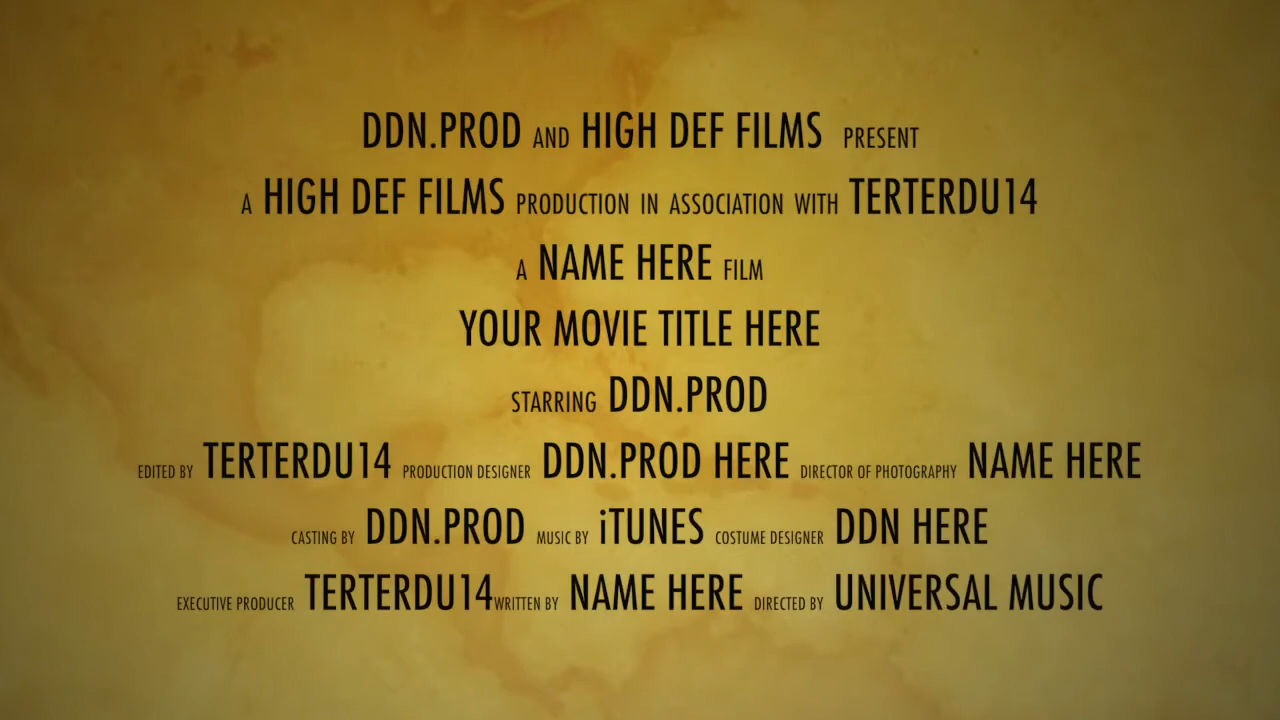 DDN.PROD AND HIGH DEF FILMS PRESENT
A HIGH DEF FILMS PRODUCTION IN ASSOCIATION WITH TERTERDU14
A NAME HERE FILM
YOUR MOVIE TITLE HERE
STARRING DDN.PROD
EDITED BY TERTERDU14 PRODUCTION DESIGNER DDN.PROD HERE DIRECTOR OF PHOTOGRAPHY NAME HERE
CASTING BY DDN.PROD MUSIC BY iTUNES COSTUME DESIGNER DDN HERE
EXECUTIVE PRODUCER TERTERDU14WRITTEN BY NAME HERE DIRECTED BY UNIVERSAL MUSIC